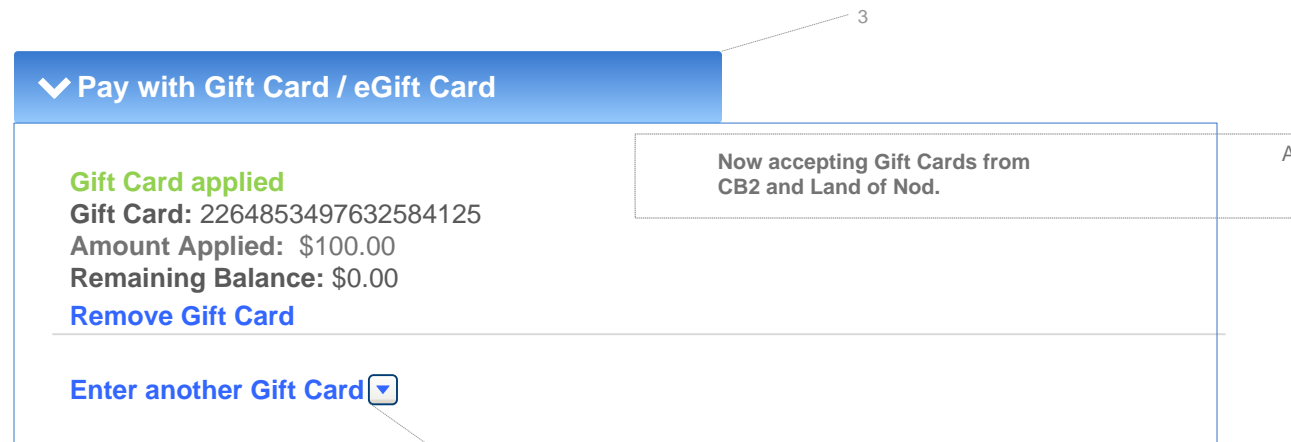 3
Pay with Gift Card / eGift Card
Now accepting Gift Cards from
CB2 and Land of Nod.
A
Gift Card applied
Gift Card: 2264853497632584125
Amount Applied: $100.00
Remaining Balance: $0.00
Remove Gift Card
Enter another Gift Card